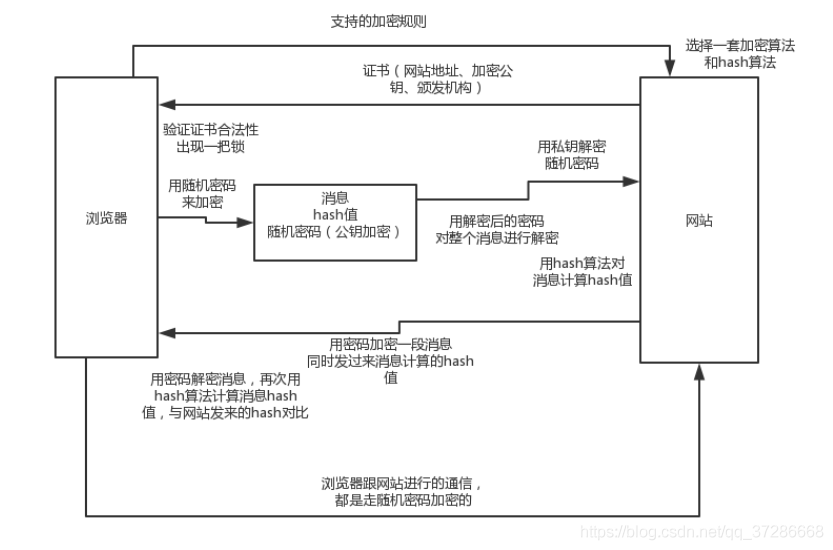 支持的加密规则
选择一套加密算法
和hash算法
证书（网站地址、加密公
钥、颁发机构）
验证证书合法性
出现一把锁
用私钥解密
随机密码
用随机密码
来加密
消息
hash值
随机密码（公钥加密）
浏览器
网站
用解密后的密码
对整个消息进行解密
用hash算法对
消息计算hash值
用密码加密一段消息
同时发过来消息计算的hash
值
用密码解密消息，再次用
hash算法计算消息hash
值，与网站发来的hash对比
浏览器跟网站进行的通信，
都是走随机密码加密的
https://blog.csdn.net/qq_37286668